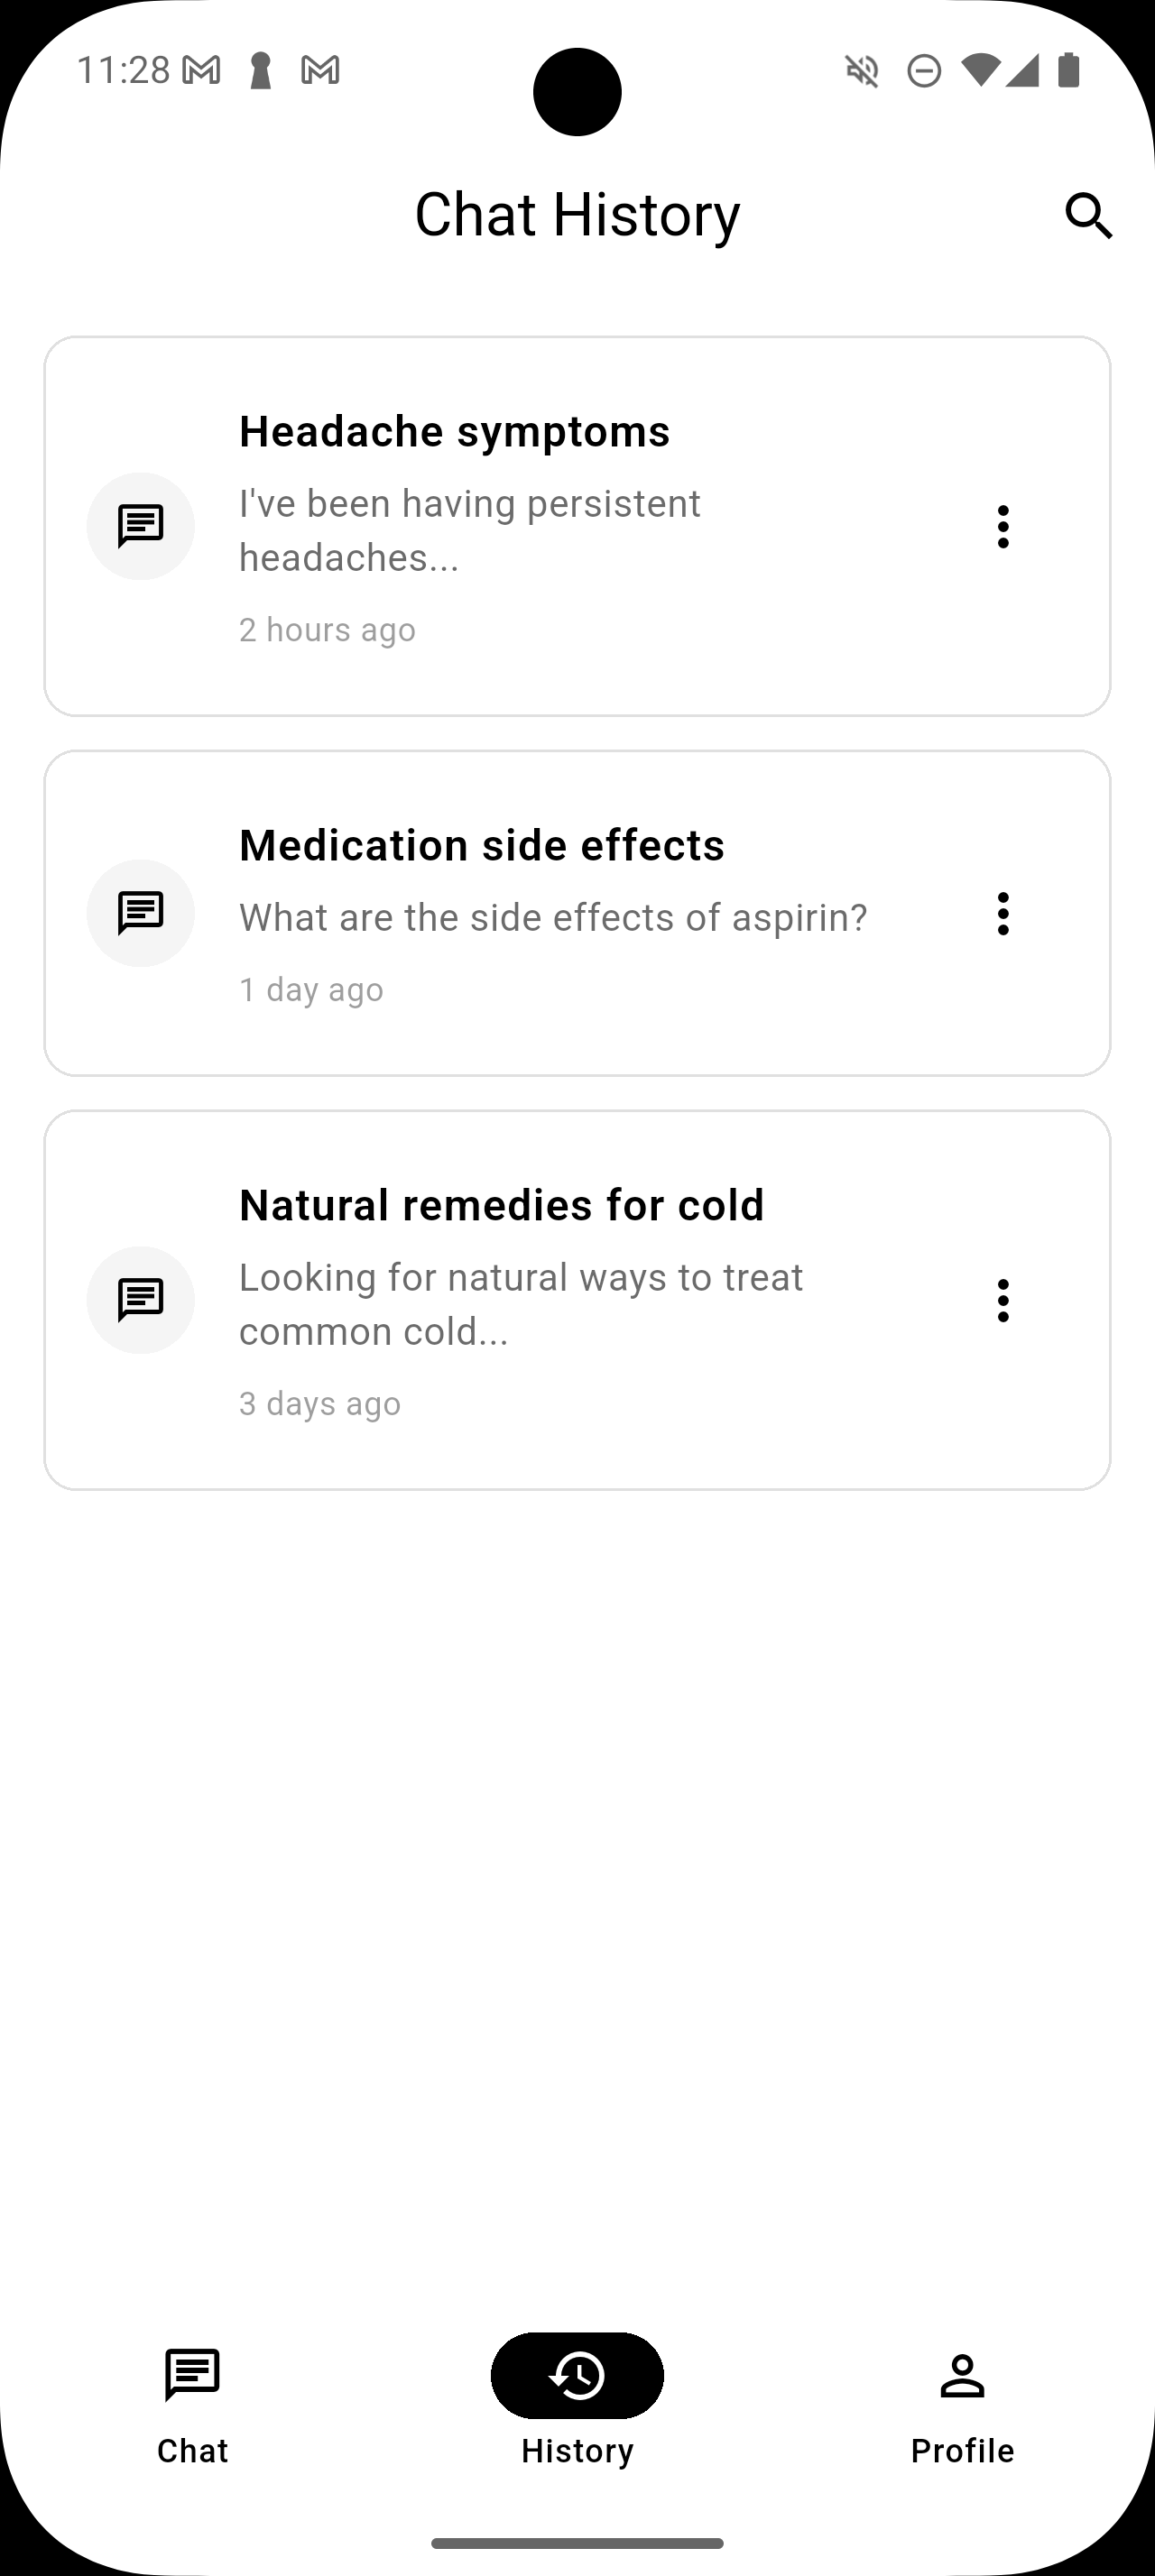 11:28
Chat History
Headache symptoms
I've been having persistent
headaches...
2 hours ago
Medication side effects
What are the side effects of aspirin?
1 day ago
Natural remedies for cold
Looking for natural ways to treat
common cold...
3 days ago
Chat
History
Profile